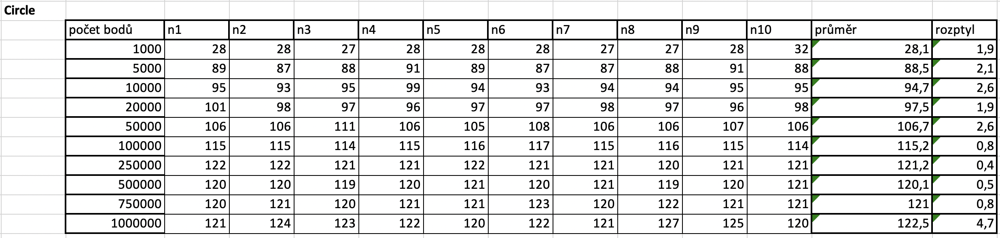 Circle
počet bodů n1 n2 n3 n4 n5 n6 n7 n8 n9 n10 průměr rozptyl
1000 28 28 27 28 28 28 27 27 28 32 28,1 1,9
5000 89 87 88 91 89 87 87 88 91 88 88,5 2,1
10000 95 93 95 99 94 93 94 94 95 95 94,7 2,6
20000 101 98 97 96 97 97 98 97 96 98 97,5 1,9
50000 106 106 111 106 105 108 106 106 107 106 106,7 2,6
100000 115 115 114 115 116 117 115 116 115 114 115,2 0,8
250000 122 122 121 121 122 121 121 120 121 121 121,2 0,4
500000 120 120 119 120 121 120 121 119 120 121 120,1 0,5
750000 120 121 120 121 121 123 120 122 121 121 121 0,8
1000000 121 124 123 122 120 122 121 127 125 120 122,5 4,7